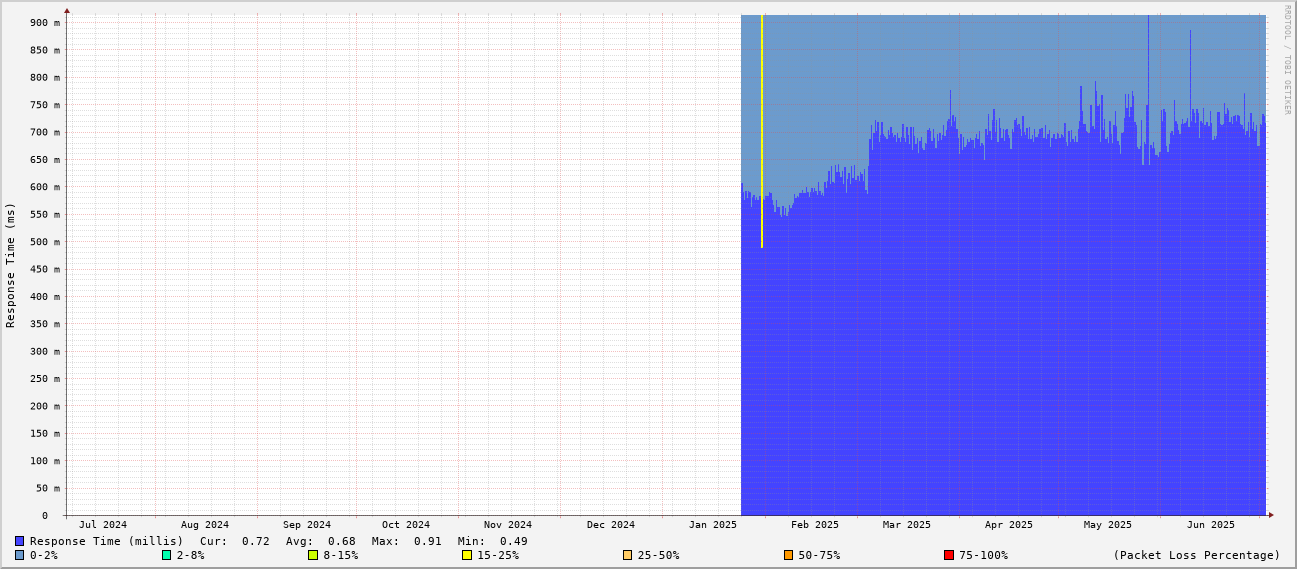 RRDTOOL / TOBI OETIKER
Response Time (ms)
900 m
850 m
800 m
750 m
700 m
650 m
600 m
550 m
500 m
450 m
400 m
350 m
300 m
250 m
200 m
150 m
100 m
50 m
0
Jul 2024 Aug 2024 Sep 2024 Oct 2024 Nov 2024 Dec 2024 Jan 2025 Feb 2025 Mar 2025 Apr 2025 May 2025 Jun 2025
Response Time (millis) Cur: 0.72 Avg: 0.68 Max: 0.91 Min: 0.49
0-2% 2-8% 8-15% 15-25% 25-50% 50-75% 75-100% (Packet Loss Percentage)